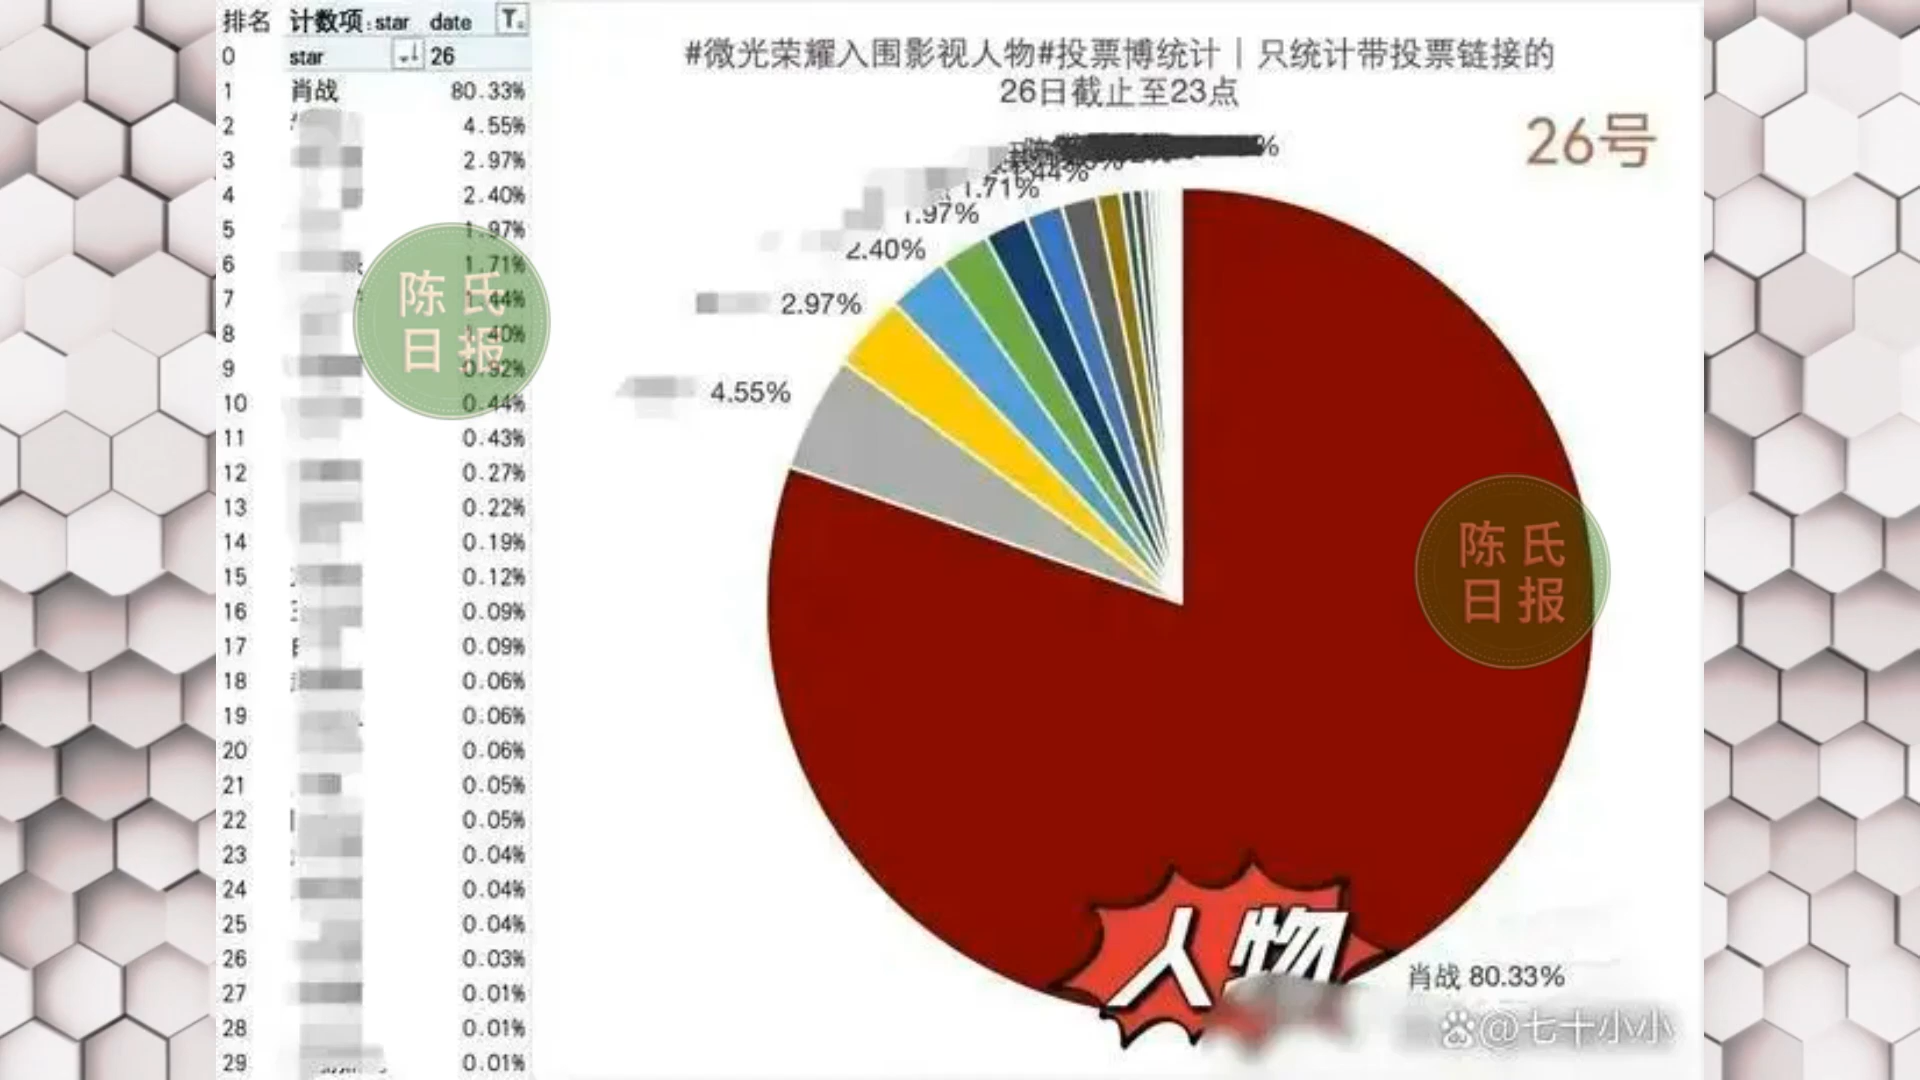 排名 计数项:star date
0 star 26
1 肖战 80.33%
2 4.55%
3 2.97%
4 2.40%
5 1.97%
6 1.71%
7 1.44%
8 1.40%
9 0.92%
10 0.44%
11 0.43%
12 0.27%
13 0.22%
14 0.19%
15 0.12%
16 0.09%
17 0.09%
18 0.06%
19 0.06%
20 0.06%
21 0.05%
22 0.05%
23 0.04%
24 0.04%
25 0.04%
26 0.03%
27 0.01%
28 0.01%
29 0.01%
陈氏
日报
#微光荣耀入围影视人物#投票博统计｜只统计带投票链接的
26日截止至23点
26号
1.71%
1.97%
2.40%
2.97%
4.55%
陈氏
日报
人物
肖战 80.33%
@七十小小